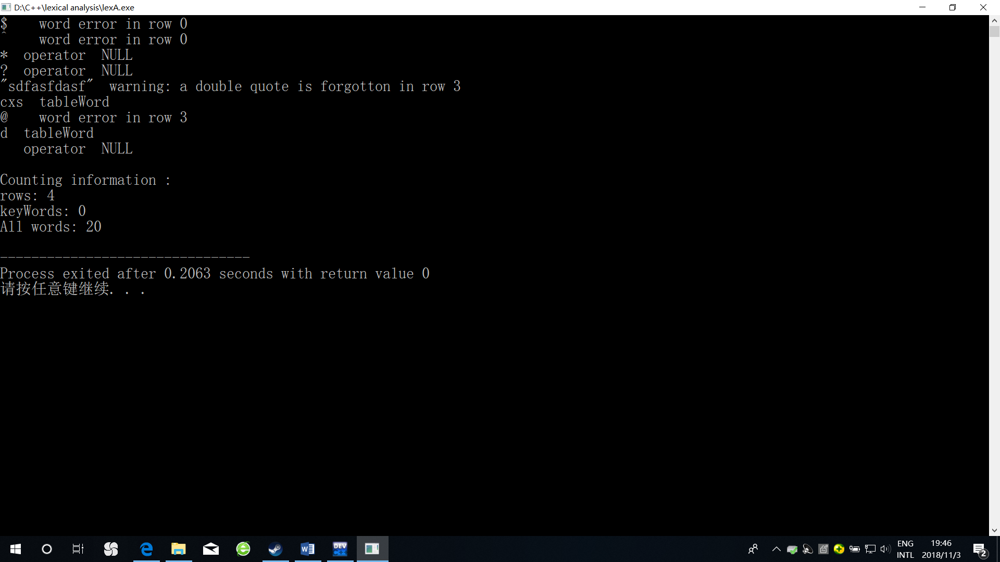 D:\C++\lexical analysis\lexA.exe
$    word error in row 0
^    word error in row 0
*  operator  NULL
?  operator  NULL
"sdfasfdasf"  warning: a double quote is forgotton in row 3
cxs  tableWord
@    word error in row 3
d  tableWord
   operator  NULL
Counting information :
rows: 4
keyWords: 0
All words: 20
--------------------------------
Process exited after 0.2063 seconds with return value 0
请按任意键继续. . .
DEV C++
ENG
INTL
19:46
2018/11/3
2